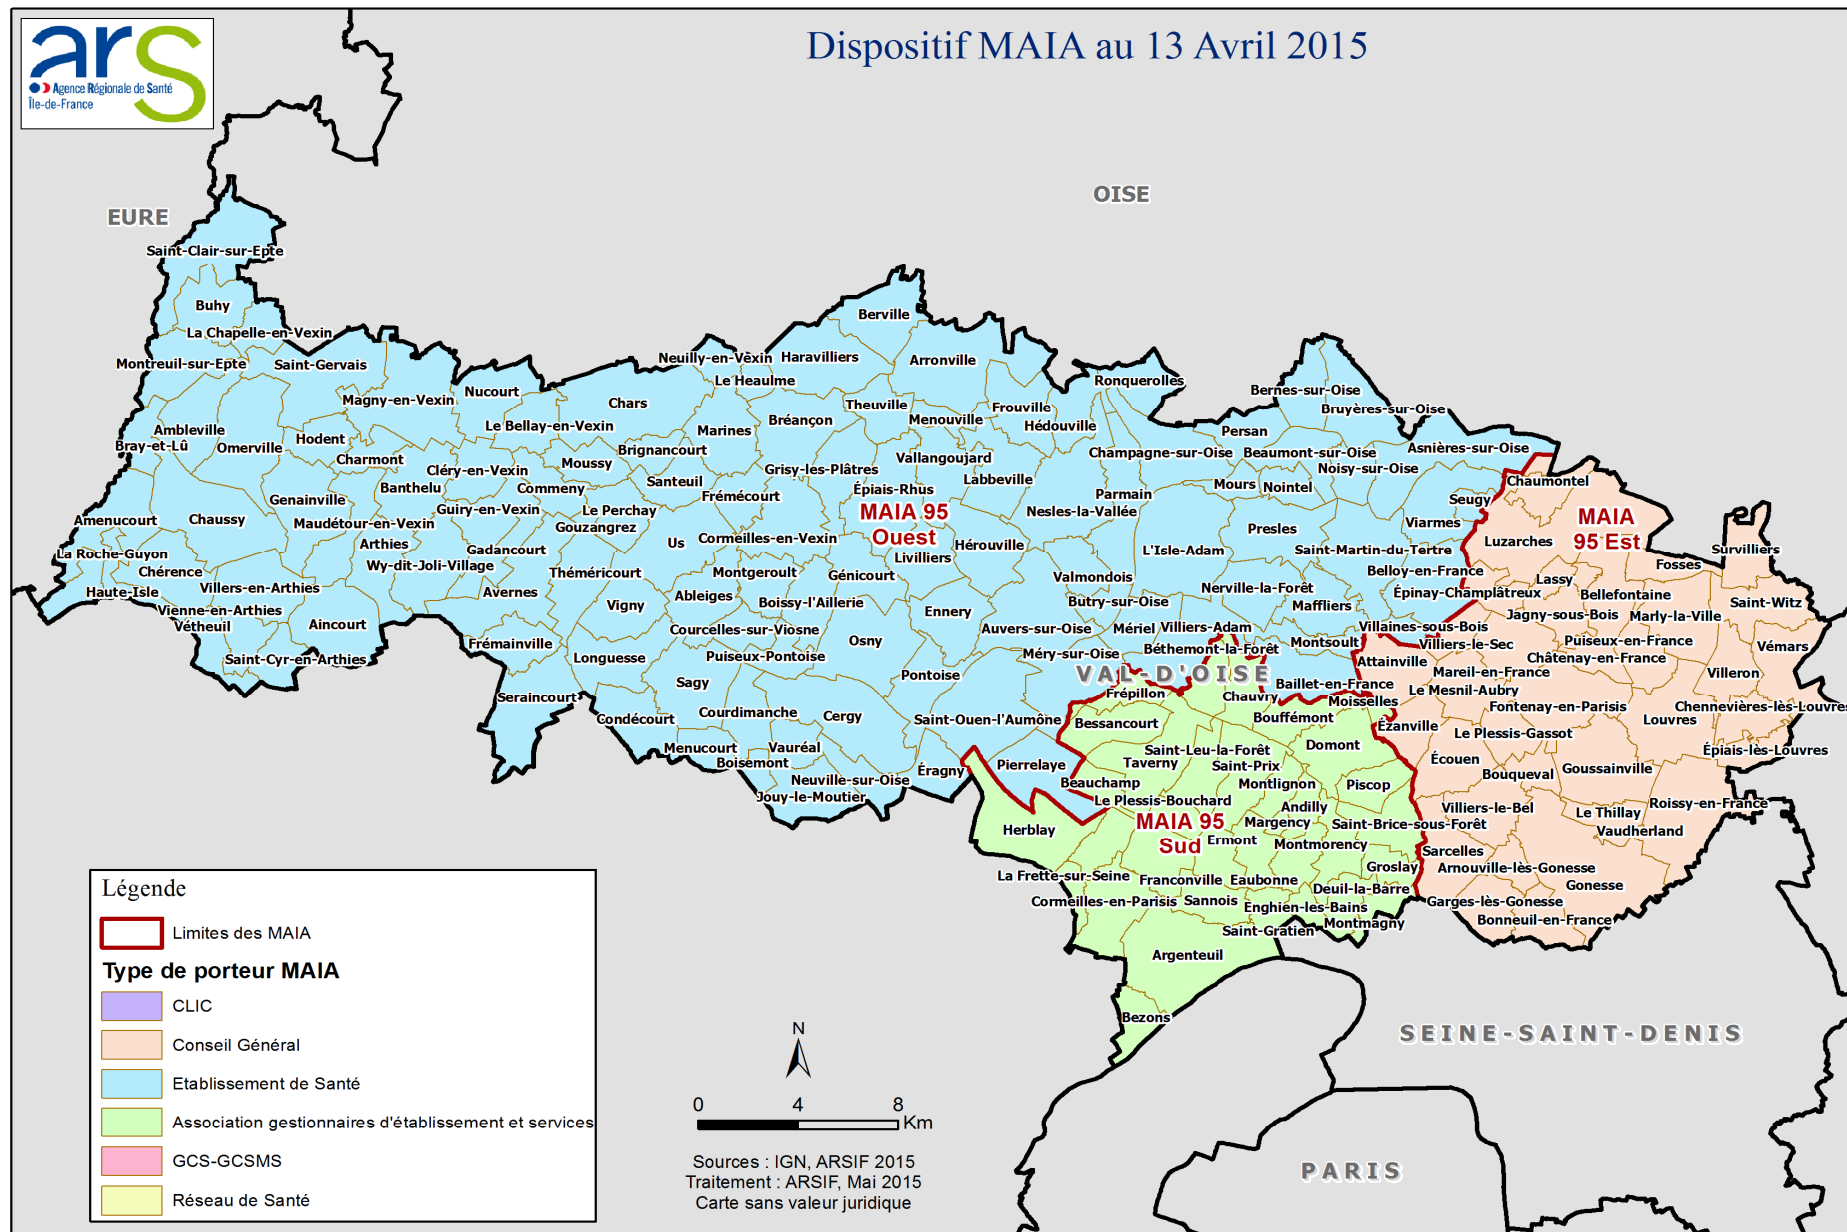 ars
Agence Régionale de Santé
Île-de-France
Dispositif MAIA au 13 Avril 2015
OISE
EURE
Saint-Clair-sur-Epte
Buhy
Berville
La Chapelle-en-Vexin
Neuilly-en-Vexin
Haravilliers
Arronville
Montreuil-sur-Epte
Saint-Gervais
Le Heaulme
Ronquerolles
Nucourt
Bernes-sur-Oise
Magny-en-Vexin
Chars
Theuville
Frouville
Bruyères-sur-Oise
Bréançon
Menouville
Hédouville
Ambleville
Le Bellay-en-Vexin
Marines
Persan
Bray-et-Lû
Omerville
Hodent
Brignancourt
Champagne-sur-Oise
Beaumont-sur-Oise
Asnières-sur-Oise
Charmont
Cléry-en-Vexin
Moussy
Grisy-les-Plâtres
Vallangoujard
Noisy-sur-Oise
Banthelu
Commeny
Santeuil
Frémécourt
Épiais-Rhus
Labbeville
Parmain
Mours
Nointel
Chaumontel
Genainville
Guiry-en-Vexin
Le Perchay
MAIA 95
Ouest
Nesles-la-Vallée
Seugy
MAIA
95 Est
Amenucourt
Chaussy
Maudétour-en-Vexin
Gouzangrez
Presles
Viarmes
Arthies
Gadancourt
Us
Cormeilles-en-Vexin
Hérouville
L'Isle-Adam
Saint-Martin-du-Tertre
Luzarches
Survilliers
La Roche-Guyon
Livilliers
Chérence
Wy-dit-Joli-Village
Théméricourt
Montgeroult
Génicourt
Valmondois
Belloy-en-France
Lassy
Fosses
Haute-Isle
Villers-en-Arthies
Avernes
Vigny
Ableiges
Boissy-l'Aillerie
Ennery
Butry-sur-Oise
Nerville-la-Forêt
Épinay-Champlâtreux
Bellefontaine
Vienne-en-Arthies
Maffliers
Jagny-sous-Bois
Marly-la-Ville
Saint-Witz
Vétheuil
Aincourt
Courcelles-sur-Viosne
Osny
Auvers-sur-Oise
Mériel
Villiers-Adam
Villaines-sous-Bois
Frémainville
Montsoult
Villiers-le-Sec
Puiseux-en-France
Vémars
Saint-Cyr-en-Arthies
Longuesse
Puiseux-Pontoise
Méry-sur-Oise
Béthemont-la-Forêt
Attainville
Châtenay-en-France
VAL-D'OISE
Sagy
Pontoise
Baillet-en-France
Mareil-en-France
Villeron
Seraincourt
Frépillon
Chauvry
Moisselles
Le Mesnil-Aubry
Fontenay-en-Parisis
Chennevières-lès-Louvres
Condécourt
Courdimanche
Cergy
Saint-Ouen-l'Aumône
Bessancourt
Bouffémont
Ézanville
Louvres
Le Plessis-Gassot
Menucourt
Vauréal
Saint-Leu-la-Forêt
Domont
Épiais-lès-Louvres
Boisemont
Éragny
Pierrelaye
Taverny
Saint-Prix
Écouen
Bouqueval
Goussainville
Neuville-sur-Oise
Beauchamp
Montlignon
Piscop
Jouy-le-Moutier
Le Plessis-Bouchard
Andilly
Villiers-le-Bel
Le Thillay
Roissy-en-France
MAIA 95
Sud
Margency
Saint-Brice-sous-Forêt
Vaudherland
Herblay
Ermont
Montmorency
Sarcelles
Groslay
Arnouville-lès-Gonesse
La Frette-sur-Seine
Franconville
Eaubonne
Deuil-la-Barre
Gonesse
Cormeilles-en-Parisis
Sannois
Enghien-les-Bains
Garges-lès-Gonesse
Saint-Gratien
Montmagny
Bonneuil-en-France
Argenteuil
Bezons
SEINE-SAINT-DENIS
PARIS
Légende
Limites des MAIA
Type de porteur MAIA
CLIC
Conseil Général
Etablissement de Santé
Association gestionnaires d'établissement et services
GCS-GCSMS
Réseau de Santé
N
0 4 8
Km
Sources : IGN, ARSIF 2015
Traitement : ARSIF, Mai 2015
Carte sans valeur juridique